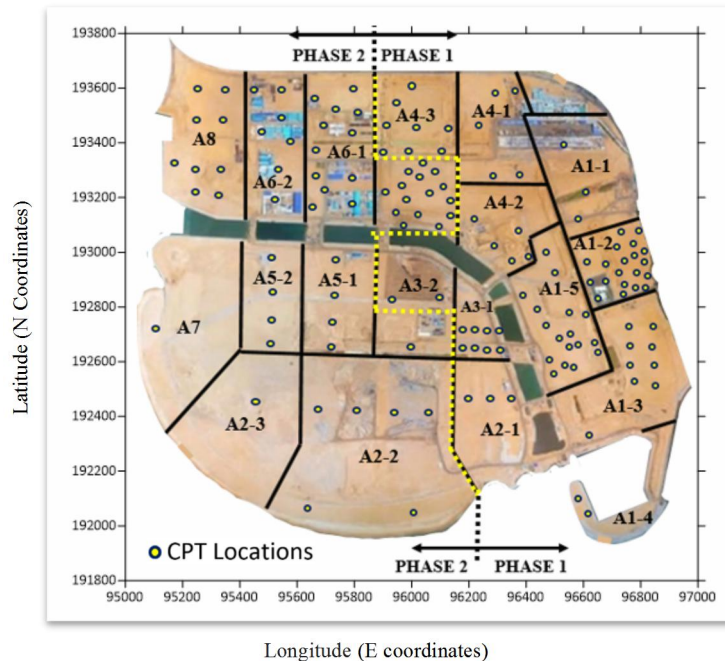 193800
193600
193400
193200
193000
192800
192600
192400
192200
192000
191800
95000
95200
95400
95600
95800
96000
96200
96400
96600
96800
97000
Latitude (N Coordinates)
Longitude (E coordinates)
PHASE 2 PHASE 1
A8
A6-2
A6-1
A4-3
A4-1
A1-1
A4-2
A1-2
A5-2
A5-1
A3-2
A3-1
A1-5
A7
A1-3
A2-3
A2-2
A2-1
A1-4
CPT Locations
PHASE 2 PHASE 1